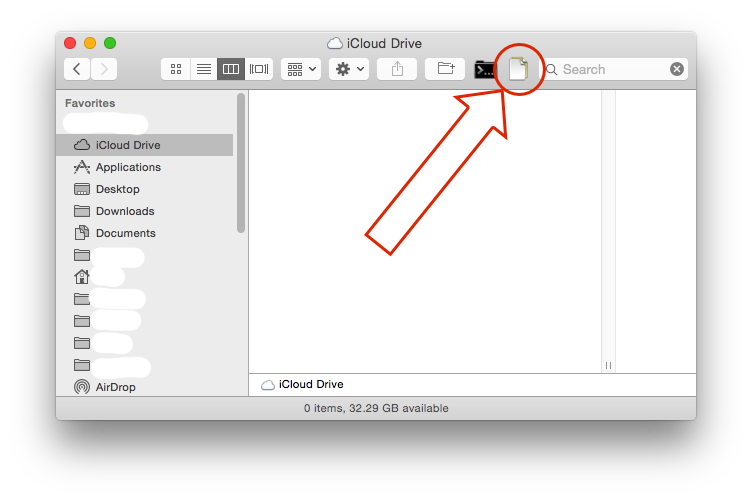 iCloud Drive
Search
Favorites
iCloud Drive
Applications
Desktop
Downloads
Documents
AirDrop
iCloud Drive
0 items, 32.29 GB available